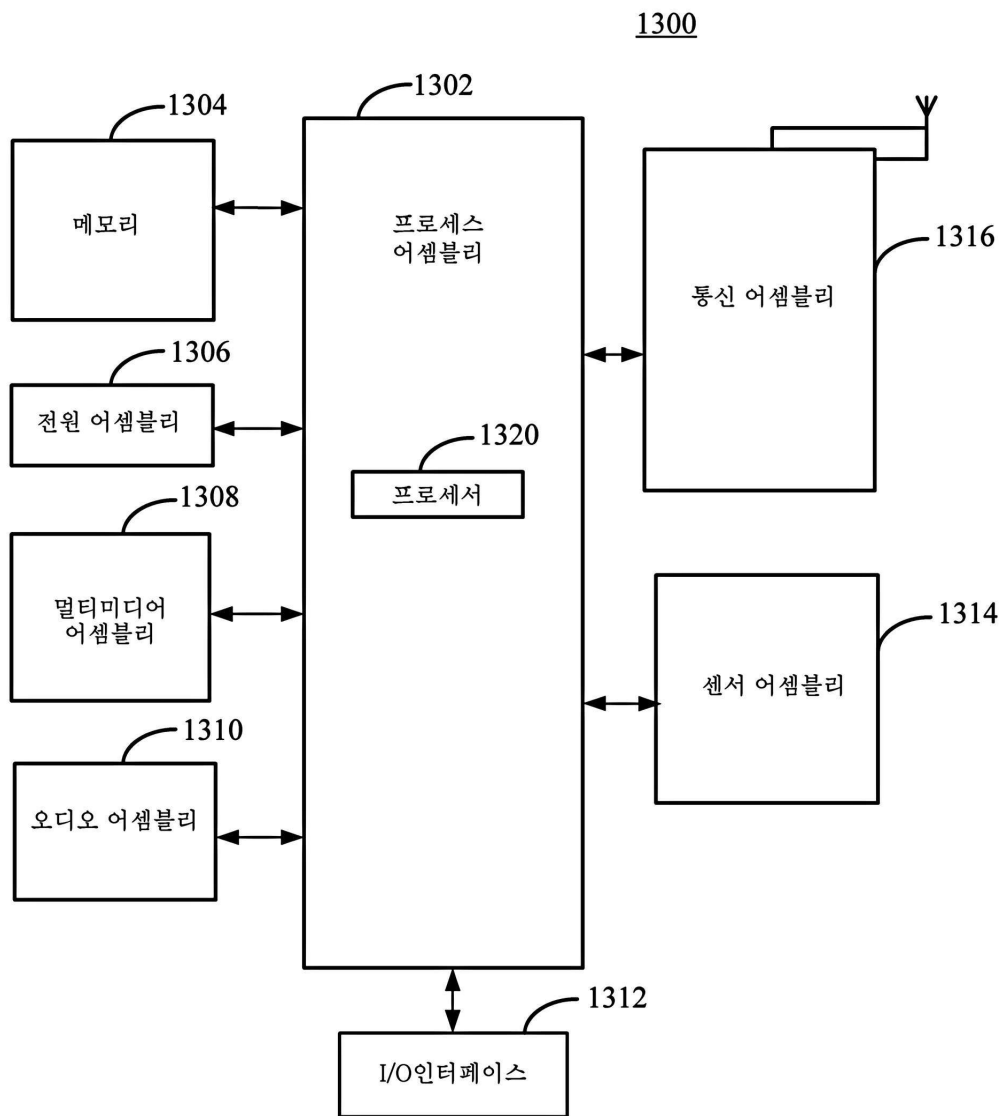 1300
1304
메모리
1302
프로세스
어셈블리
1316
통신 어셈블리
1306
전원 어셈블리
1320
프로세서
1308
멀티미디어
어셈블리
1314
센서 어셈블리
1310
오디오 어셈블리
1312
I/O인터페이스